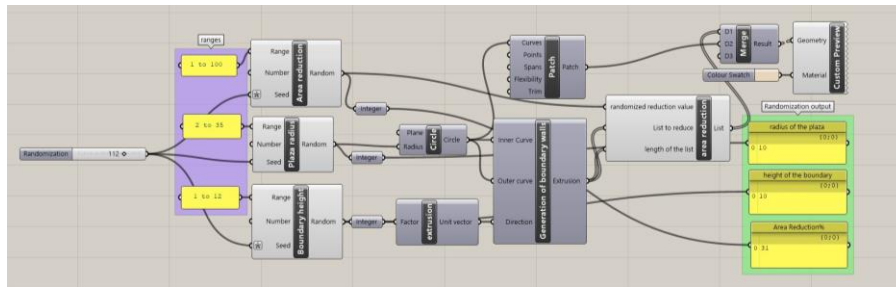 ranges
1 to 100
2 to 35
1 to 12
Randomization
112
Range
Number
Seed
Area reduction
Random
Range
Number
Seed
Plaza radius
Random
Range
Number
Seed
Boundary height
Random
Integer
Integer
Integer
Plane
Radius
Circle
Circle
Factor
extrusion
Unit vector
Curves
Points
Spans
Flexibility
Trim
Patch
Patch
Inner Curve
Outer curve
Direction
Generation of boundary walls
Extrusion
randomized reduction value
List to reduce
length of the list
area reduction
List
D1
D2
D3
Merge
Result
Colour Swatch
Geometry
Material
Custom Preview
Randomization output
radius of the plaza
{0;0}
0 10
height of the boundary
{0;0}
0 10
Area Reduction%
{0;0}
0 31